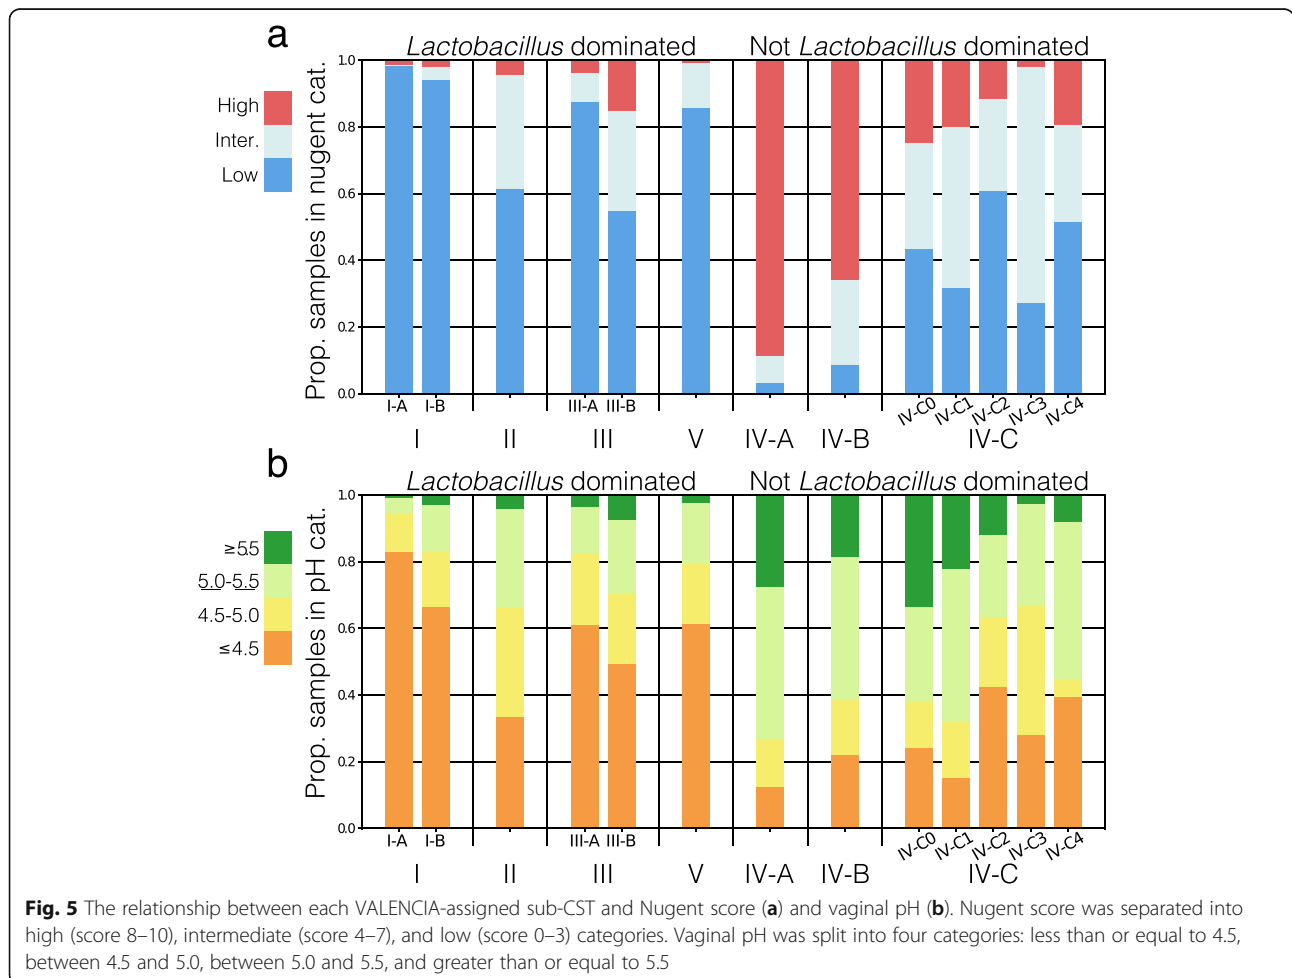 a
Lactobacillus dominated
Not Lactobacillus dominated
High
Inter.
Low
Prop. samples in nugent cat.
1.0
0.8
0.6
0.4
0.2
0.0
I-A I-B III-A III-B IV-C0 IV-C1 IV-C2 IV-C3 IV-C4
I II III V IV-A IV-B IV-C
b
Lactobacillus dominated
Not Lactobacillus dominated
≥5.5
5.0-5.5
4.5-5.0
≤4.5
Prop. samples in pH cat.
1.0
0.8
0.6
0.4
0.2
0.0
I-A I-B III-A III-B IV-C0 IV-C1 IV-C2 IV-C3 IV-C4
I II III V IV-A IV-B IV-C
Fig. 5 The relationship between each VALENCIA-assigned sub-CST and Nugent score (a) and vaginal pH (b). Nugent score was separated into
high (score 8–10), intermediate (score 4–7), and low (score 0–3) categories. Vaginal pH was split into four categories: less than or equal to 4.5,
between 4.5 and 5.0, between 5.0 and 5.5, and greater than or equal to 5.5